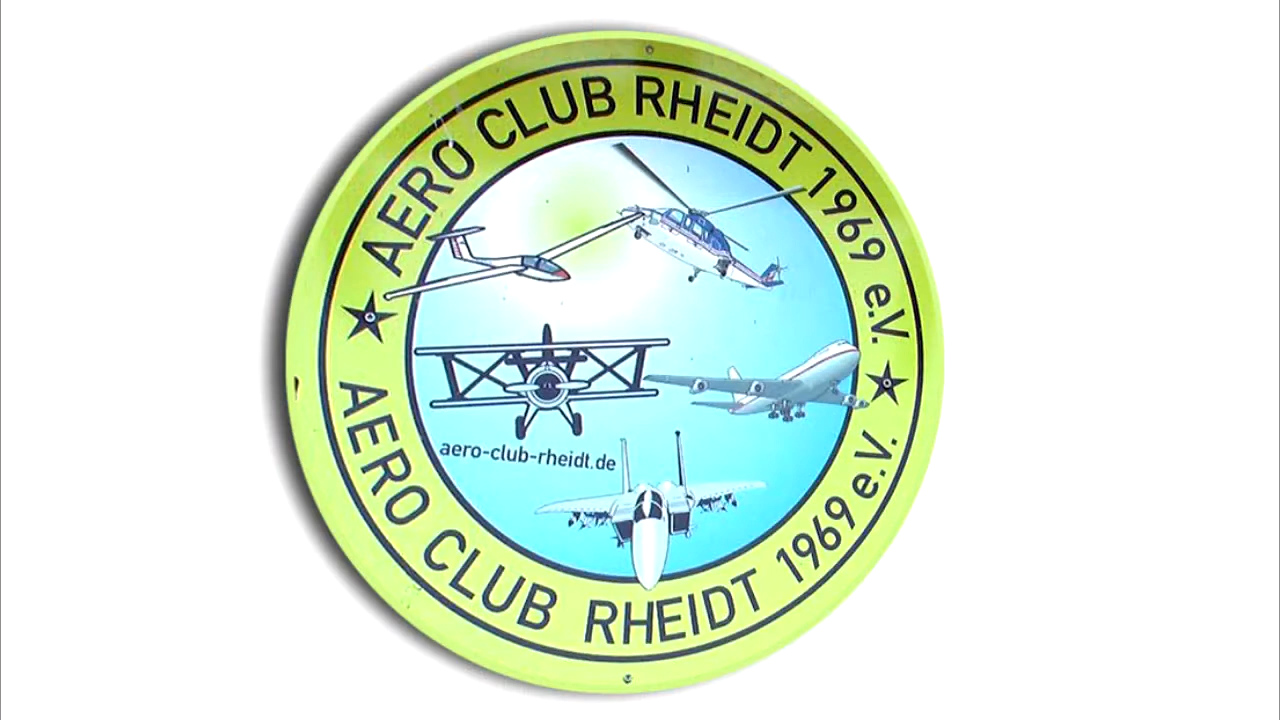 AERO CLUB RHEIDT 1969 e.V.
aero-club-rheidt.de
AERO CLUB RHEIDT 1969 e.V.